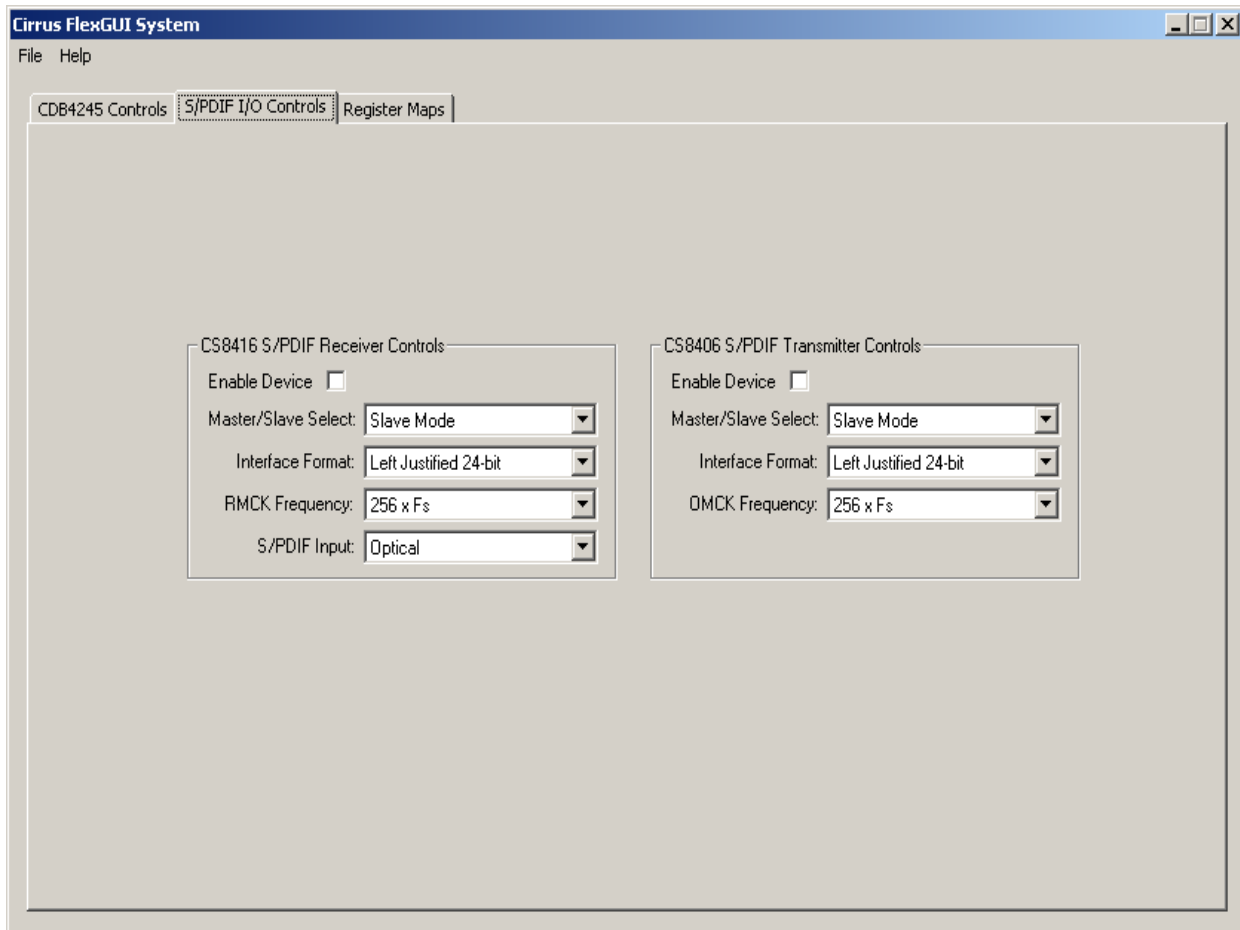 Cirrus FlexGUI System
File Help
CDB4245 Controls S/PDIF I/O Controls Register Maps
CS8416 S/PDIF Receiver Controls
Enable Device
Master/Slave Select: Slave Mode
Interface Format: Left Justified 24-bit
RMCK Frequency: 256 x Fs
S/PDIF Input: Optical
CS8406 S/PDIF Transmitter Controls
Enable Device
Master/Slave Select: Slave Mode
Interface Format: Left Justified 24-bit
OMCK Frequency: 256 x Fs